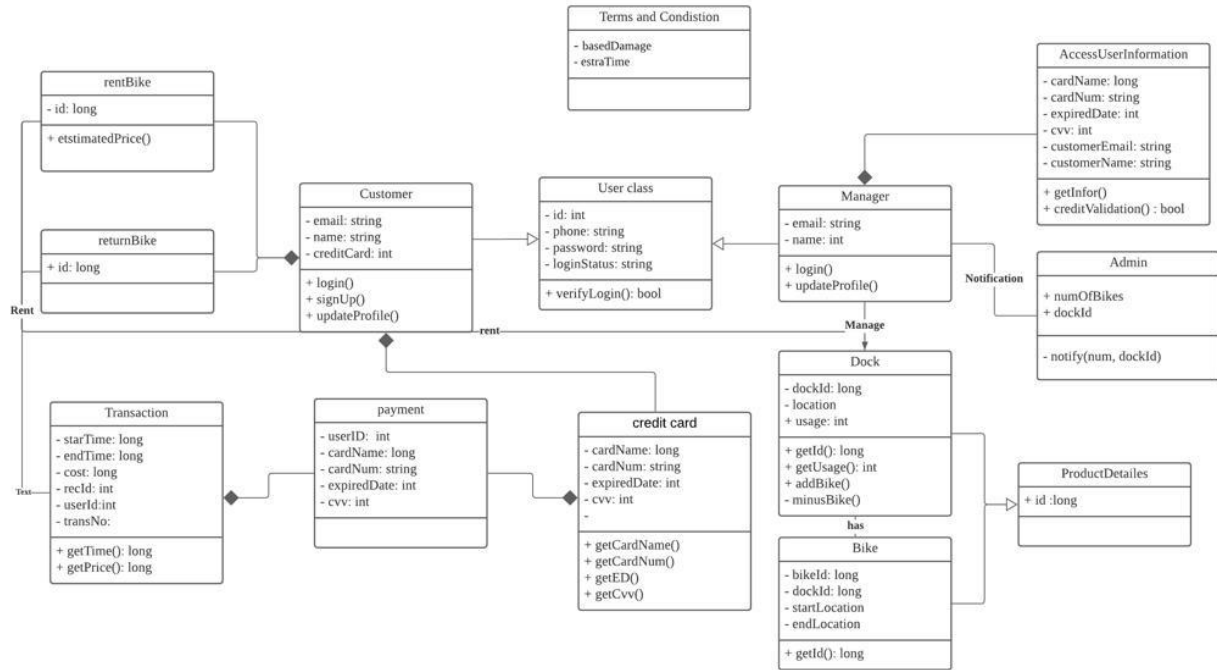 Terms and Condistion
- basedDamage
- estraTime
AccessUserInformation
- cardName: long
- cardNum: string
- expiredDate: int
- cvv: int
- customerEmail: string
- customerName: string
+ getInfor()
+ creditValidation() : bool
rentBike
- id: long
+ etstimatedPrice()
returnBike
+ id: long
Customer
- email: string
- name: string
- creditCard: int
+ login()
+ signUp()
+ updateProfile()
User class
- id: int
- phone: string
- password: string
- loginStatus: string
+ verifyLogin(): bool
Manager
- email: string
- name: int
+ login()
+ updateProfile()
Notification
Admin
+ numOfBikes
+ dockId
- notify(num, dockId)
Rent
rent
Manage
Dock
- dockId: long
- location
+ usage: int
+ getId(): long
+ getUsage(): int
+ addBike()
- minusBike()
Transaction
- starTime: long
- endTime: long
- cost: long
- recId: int
- userId:int
- transNo:
+ getTime(): long
+ getPrice(): long
Text
payment
- userID: int
- cardName: long
- cardNum: string
- expiredDate: int
- cvv: int
credit card
- cardName: long
- cardNum: string
- expiredDate: int
- cvv: int
-
+ getCardName()
+ getCardNum()
+ getED()
+ getCvv()
ProductDetailes
+ id :long
has
Bike
- bikeId: long
- dockId: long
- startLocation
- endLocation
+ getId(): long